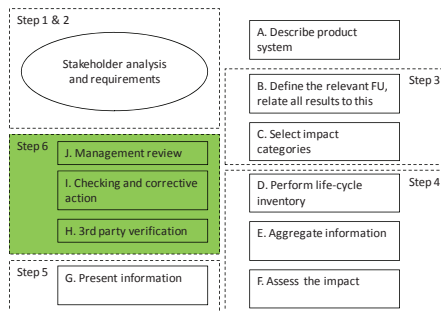 Step 1 & 2
Stakeholder analysis
and requirements
A. Describe product
system
Step 3
B. Define the relevant FU,
relate all results to this
C. Select impact
categories
Step 4
D. Perform life-cycle
inventory
E. Aggregate information
F. Assess the impact
Step 5
G. Present information
Step 6
J. Management review
I. Checking and corrective
action
H. 3rd party verification